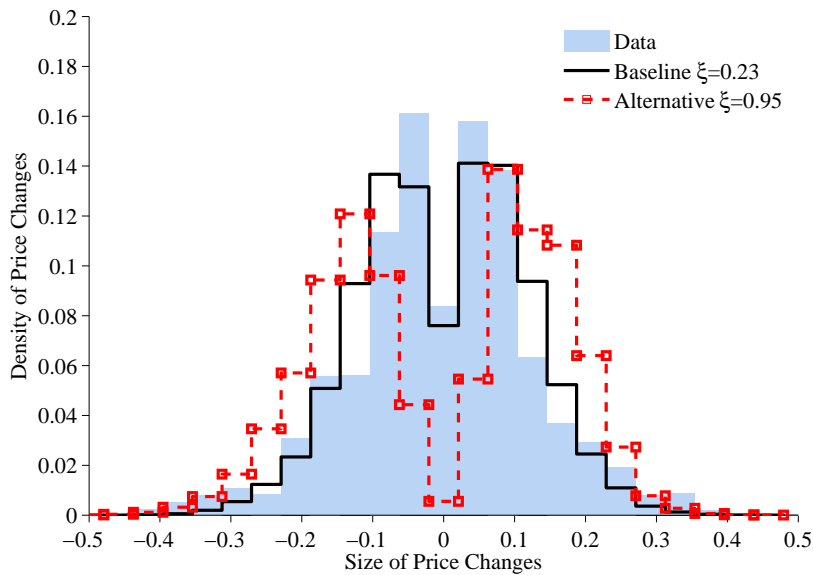 0.2
0.18
0.16
0.14
0.12
0.1
0.08
0.06
0.04
0.02
0
Density of Price Changes
Data
Baseline ξ=0.23
Alternative ξ=0.95
−0.5 −0.4 −0.3 −0.2 −0.1 0 0.1 0.2 0.3 0.4 0.5
Size of Price Changes